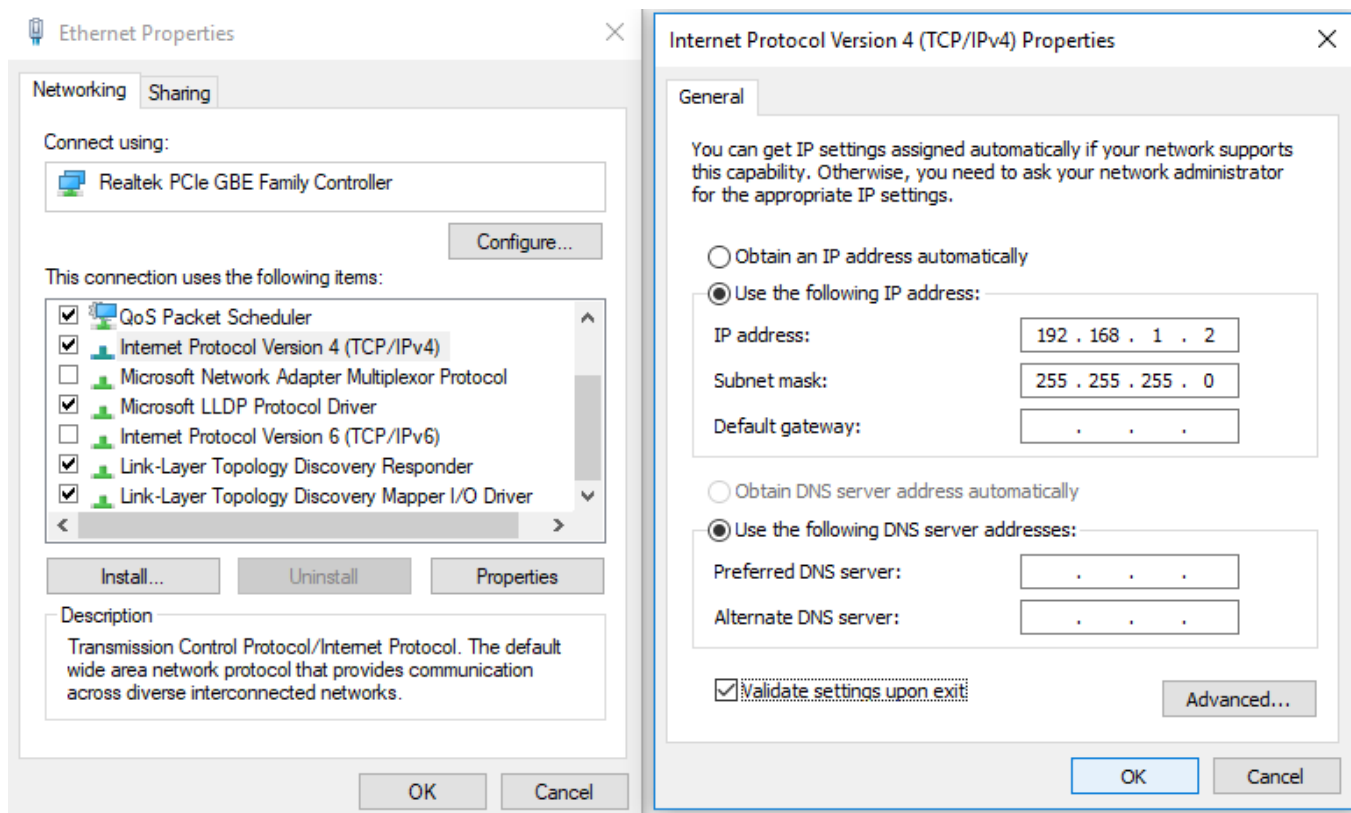 Ethernet Properties
Networking
Sharing
Connect using:
Realtek PCIe GBE Family Controller
Configure...
This connection uses the following items:
QoS Packet Scheduler
Internet Protocol Version 4 (TCP/IPv4)
Microsoft Network Adapter Multiplexor Protocol
Microsoft LLDP Protocol Driver
Internet Protocol Version 6 (TCP/IPv6)
Link-Layer Topology Discovery Responder
Link-Layer Topology Discovery Mapper I/O Driver
Install...
Uninstall
Properties
Description
Transmission Control Protocol/Internet Protocol. The default
wide area network protocol that provides communication
across diverse interconnected networks.
OK
Cancel
Internet Protocol Version 4 (TCP/IPv4) Properties
General
You can get IP settings assigned automatically if your network supports
this capability. Otherwise, you need to ask your network administrator
for the appropriate IP settings.
Obtain an IP address automatically
Use the following IP address:
IP address:
192 . 168 . 1 . 2
Subnet mask:
255 . 255 . 255 . 0
Default gateway:
. . .
Obtain DNS server address automatically
Use the following DNS server addresses:
Preferred DNS server:
. . .
Alternate DNS server:
. . .
Validate settings upon exit
Advanced...
OK
Cancel